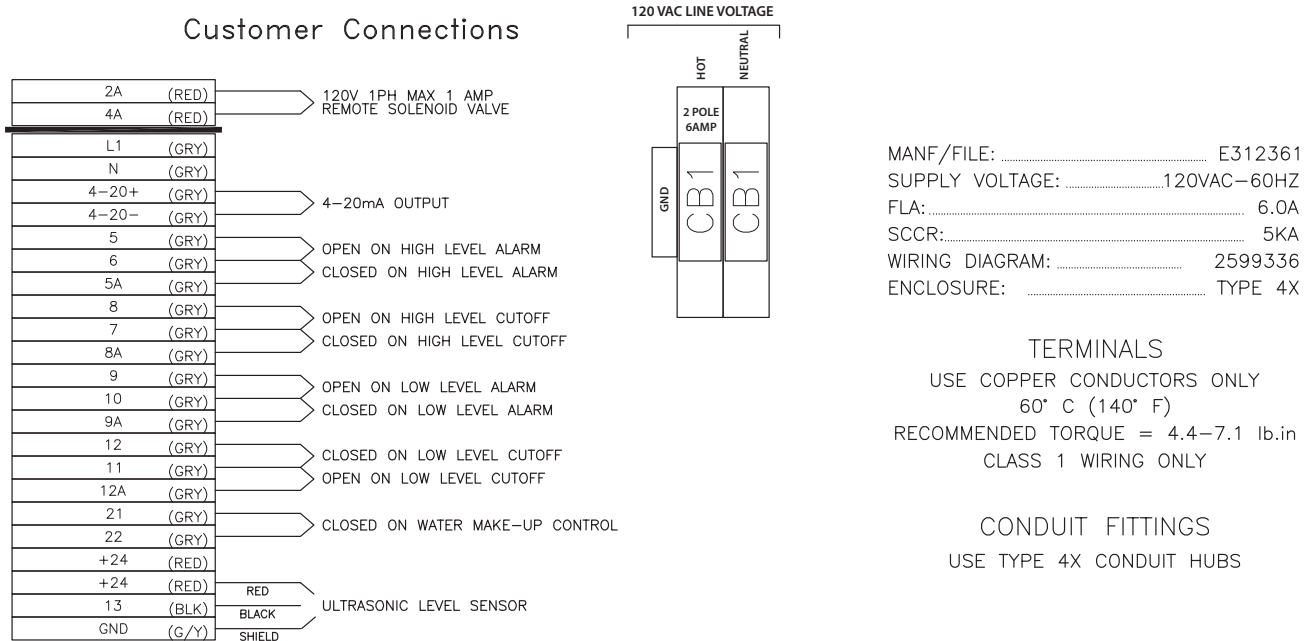 Customer Connections
2A (RED)
4A (RED)
120V 1PH MAX 1 AMP
REMOTE SOLENOID VALVE
L1 (GRY)
N (GRY)
4-20+ (GRY)
4-20- (GRY)
4-20mA OUTPUT
5 (GRY)
6 (GRY)
5A (GRY)
OPEN ON HIGH LEVEL ALARM
CLOSED ON HIGH LEVEL ALARM
8 (GRY)
7 (GRY)
8A (GRY)
OPEN ON HIGH LEVEL CUTOFF
CLOSED ON HIGH LEVEL CUTOFF
9 (GRY)
10 (GRY)
9A (GRY)
OPEN ON LOW LEVEL ALARM
CLOSED ON LOW LEVEL ALARM
12 (GRY)
11 (GRY)
12A (GRY)
CLOSED ON LOW LEVEL CUTOFF
OPEN ON LOW LEVEL CUTOFF
21 (GRY)
22 (GRY)
CLOSED ON WATER MAKE-UP CONTROL
+24 (RED)
+24 (RED)
13 (BLK)
GND (G/Y)
RED
BLACK
SHIELD
ULTRASONIC LEVEL SENSOR
120 VAC LINE VOLTAGE
HOT
NEUTRAL
2 POLE
6AMP
GND
CB1
CB1
MANF/FILE: E312361
SUPPLY VOLTAGE: 120VAC-60HZ
FLA: 6.0A
SCCR: 5KA
WIRING DIAGRAM: 2599336
ENCLOSURE: TYPE 4X
TERMINALS
USE COPPER CONDUCTORS ONLY
60° C (140° F)
RECOMMENDED TORQUE = 4.4-7.1 lb.in
CLASS 1 WIRING ONLY
CONDUIT FITTINGS
USE TYPE 4X CONDUIT HUBS